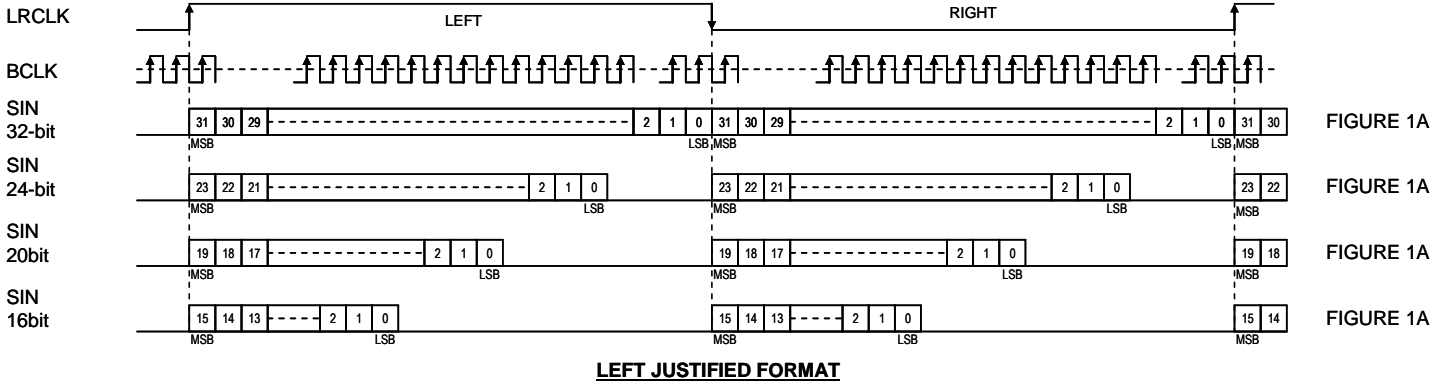 LRCLK LEFT RIGHT
BCLK
SIN
32-bit 31 30 29 2 1 0 31 30 29 2 1 0 31 30 FIGURE 1A
MSB LSB MSB LSB MSB
SIN
24-bit 23 22 21 2 1 0 23 22 21 2 1 0 23 22 FIGURE 1A
MSB LSB MSB LSB MSB
SIN
20bit 19 18 17 2 1 0 19 18 17 2 1 0 19 18 FIGURE 1A
MSB LSB MSB LSB MSB
SIN
16bit 15 14 13 2 1 0 15 14 13 2 1 0 15 14 FIGURE 1A
MSB LSB MSB LSB MSB
LEFT JUSTIFIED FORMAT